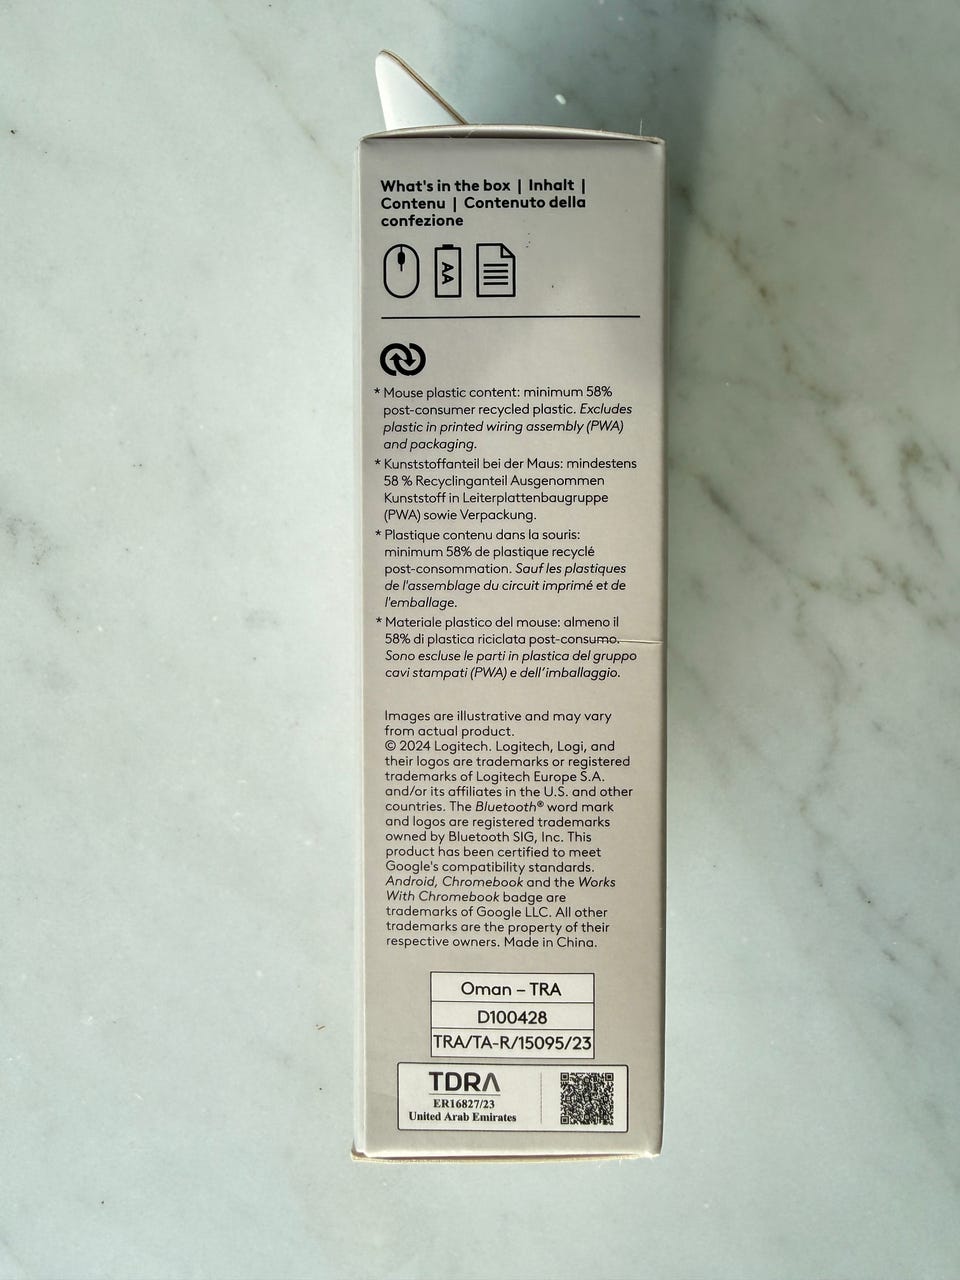 What's in the box | Inhalt |
Contenu | Contenuto della
confezione
AA
* Mouse plastic content: minimum 58%
post-consumer recycled plastic. Excludes
plastic in printed wiring assembly (PWA)
and packaging.
* Kunststoffanteil bei der Maus: mindestens
58 % Recyclinganteil Ausgenommen
Kunststoff in Leiterplattenbaugruppe
(PWA) sowie Verpackung.
* Plastique contenu dans la souris:
minimum 58% de plastique recyclé
post-consommation. Sauf les plastiques
de l'assemblage du circuit imprimé et de
l'emballage.
* Materiale plastico del mouse: almeno il
58% di plastica riciclata post-consumo.
Sono escluse le parti in plastica del gruppo
cavi stampati (PWA) e dell'imballaggio.
Images are illustrative and may vary
from actual product.
© 2024 Logitech. Logitech, Logi, and
their logos are trademarks or registered
trademarks of Logitech Europe S.A.
and/or its affiliates in the U.S. and other
countries. The Bluetooth® word mark
and logos are registered trademarks
owned by Bluetooth SIG, Inc. This
product has been certified to meet
Google's compatibility standards.
Android, Chromebook and the Works
With Chromebook badge are
trademarks of Google LLC. All other
trademarks are the property of their
respective owners. Made in China.
Oman – TRA
D100428
TRA/TA-R/15095/23
TDRA
ER16827/23
United Arab Emirates